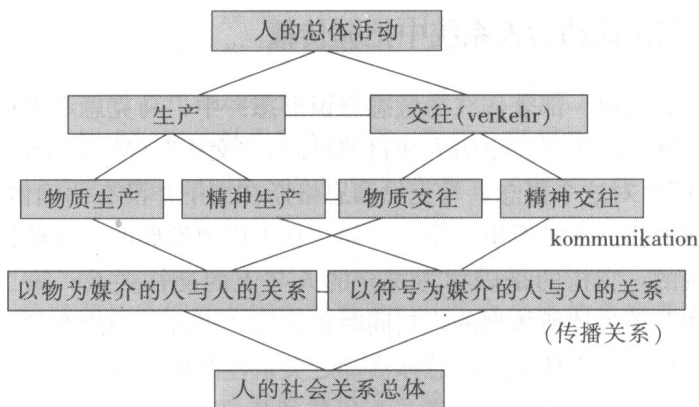 人的总体活动
生产
交往(verkehr)
物质生产
精神生产
物质交往
精神交往
kommunikation
以物为媒介的人与人的关系
以符号为媒介的人与人的关系
(传播关系)
人的社会关系总体